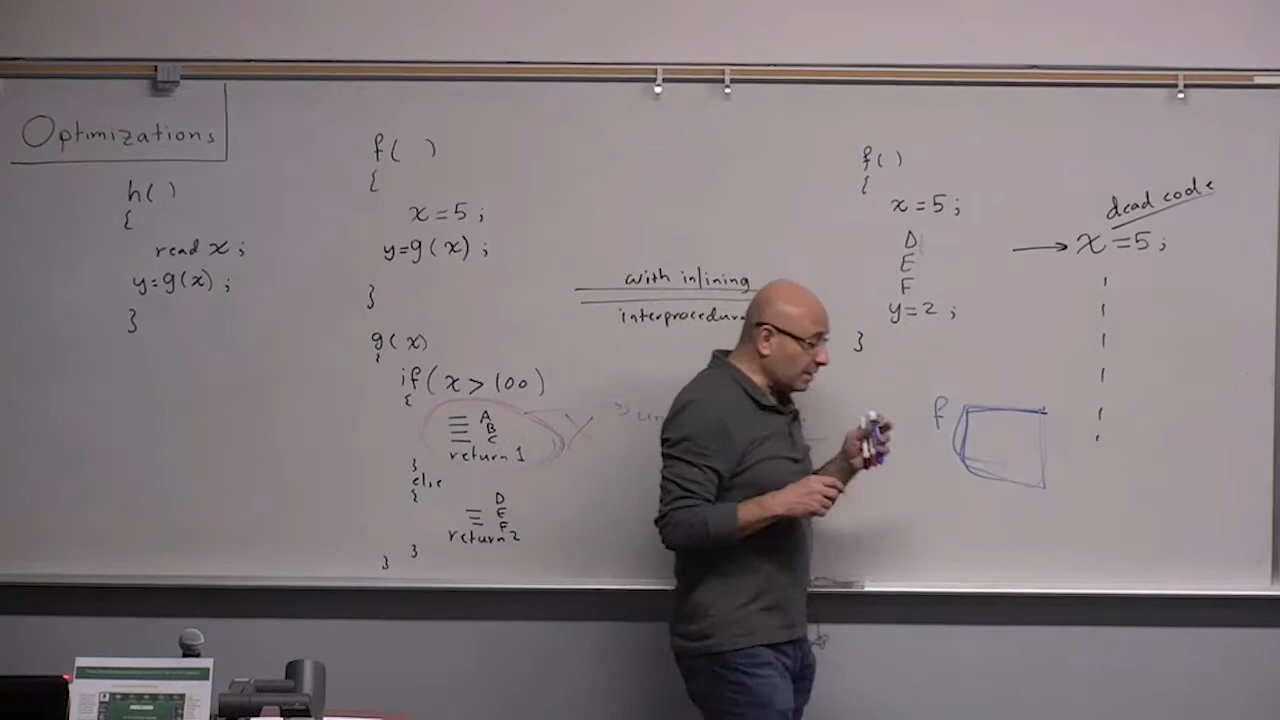 Optimizations
h( )
{
read x ;
y=g(x) ;
}
f( )
{
x=5 ;
y=g(x) ;
}
g(x)
{
if( x > 100 )
{
A
B
C
return 1
}
else
{
D
E
F
return 2
}
}
with inlining
f( )
{
x=5 ;
D
E
F
y=2 ;
}
dead code
x=5 ;
f